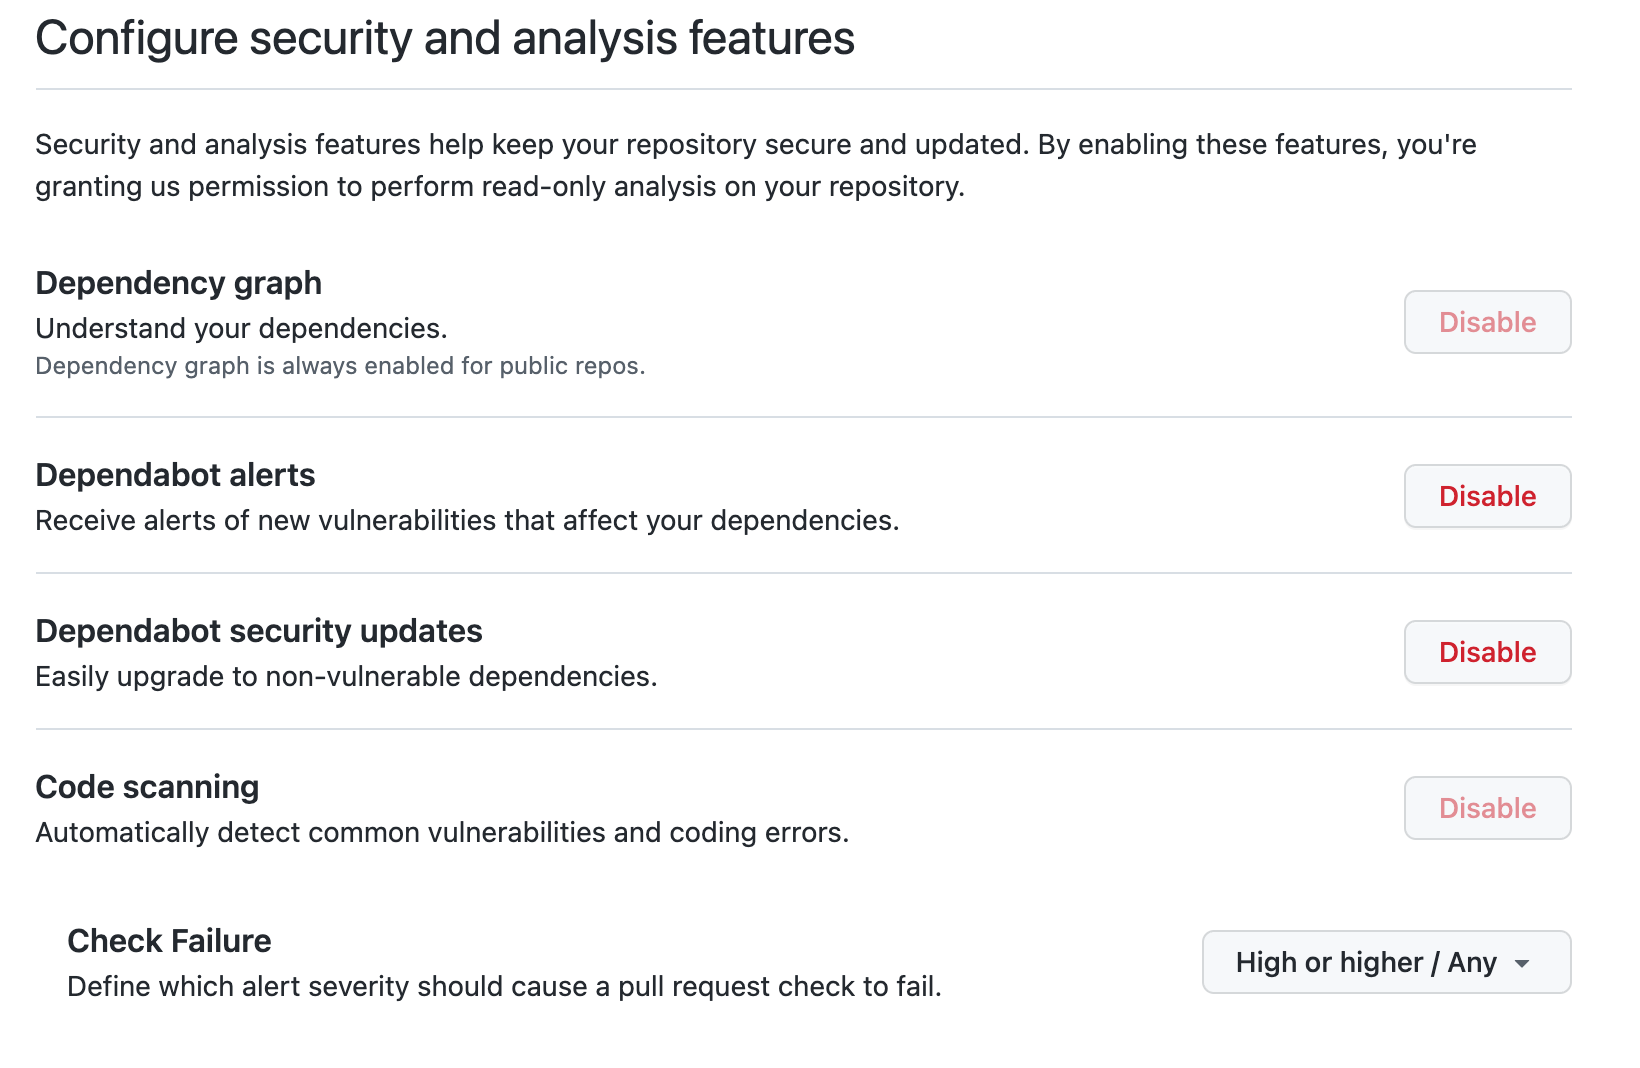 Configure security and analysis features
Security and analysis features help keep your repository secure and updated. By enabling these features, you're
granting us permission to perform read-only analysis on your repository.
Dependency graph
Understand your dependencies.
Dependency graph is always enabled for public repos.
Disable
Dependabot alerts
Receive alerts of new vulnerabilities that affect your dependencies.
Disable
Dependabot security updates
Easily upgrade to non-vulnerable dependencies.
Disable
Code scanning
Automatically detect common vulnerabilities and coding errors.
Disable
Check Failure
Define which alert severity should cause a pull request check to fail.
High or higher / Any